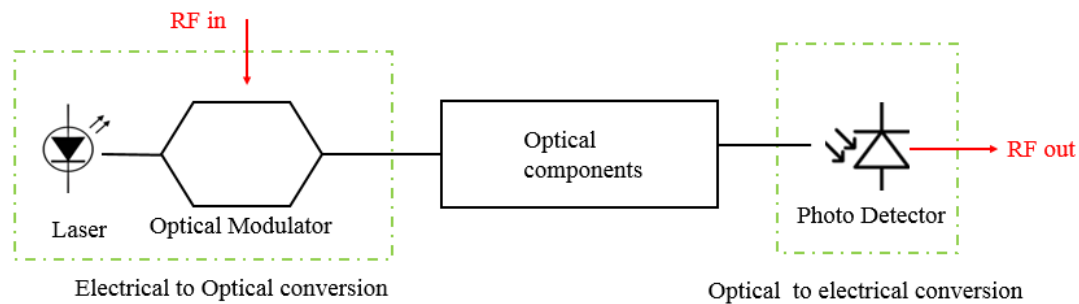 RF in
Optical
components
RF out
Laser
Optical Modulator
Photo Detector
Electrical to Optical conversion
Optical  to electrical conversion